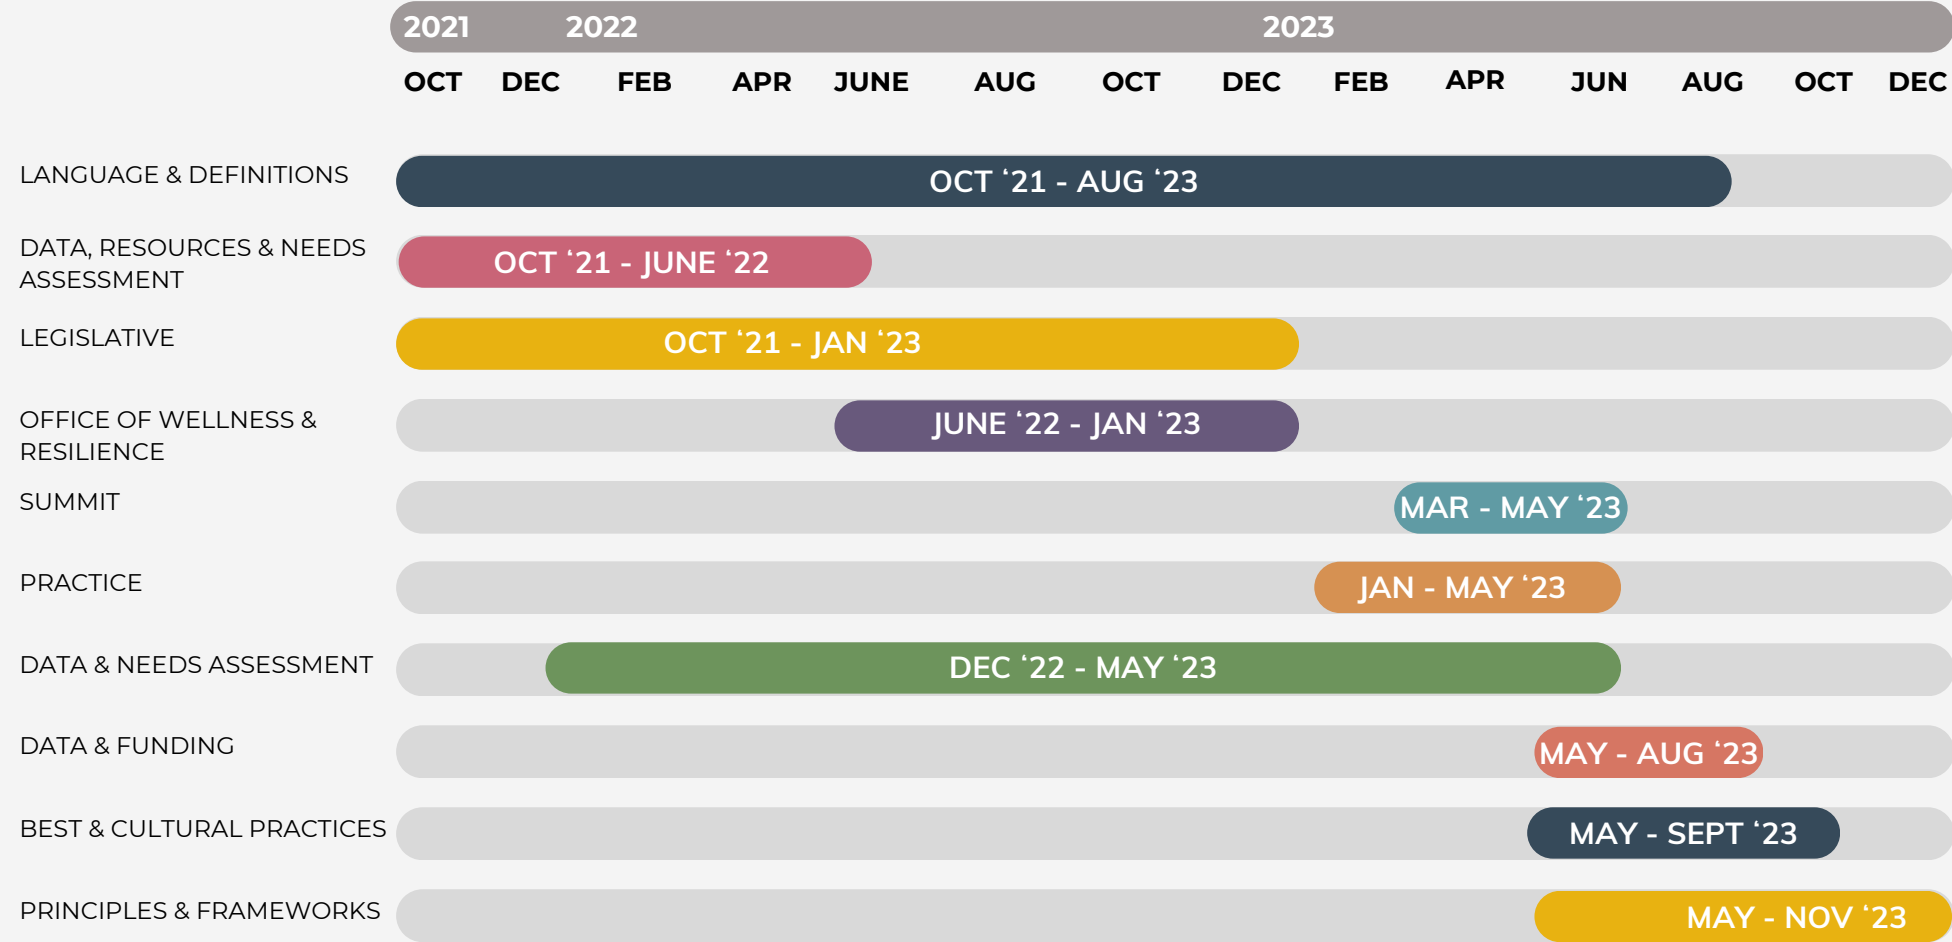 2021 2022 2023
OCT DEC FEB APR JUNE AUG OCT DEC FEB APR JUN AUG OCT DEC
LANGUAGE & DEFINITIONS
OCT ‘21 - AUG ‘23
DATA, RESOURCES & NEEDS
ASSESSMENT
OCT ‘21 - JUNE ‘22
LEGISLATIVE
OCT ‘21 - JAN ‘23
OFFICE OF WELLNESS &
RESILIENCE
JUNE ‘22 - JAN ‘23
SUMMIT
MAR - MAY ‘23
PRACTICE
JAN - MAY ‘23
DATA & NEEDS ASSESSMENT
DEC ‘22 - MAY ‘23
DATA & FUNDING
MAY - AUG ‘23
BEST & CULTURAL PRACTICES
MAY - SEPT ‘23
PRINCIPLES & FRAMEWORKS
MAY - NOV ‘23